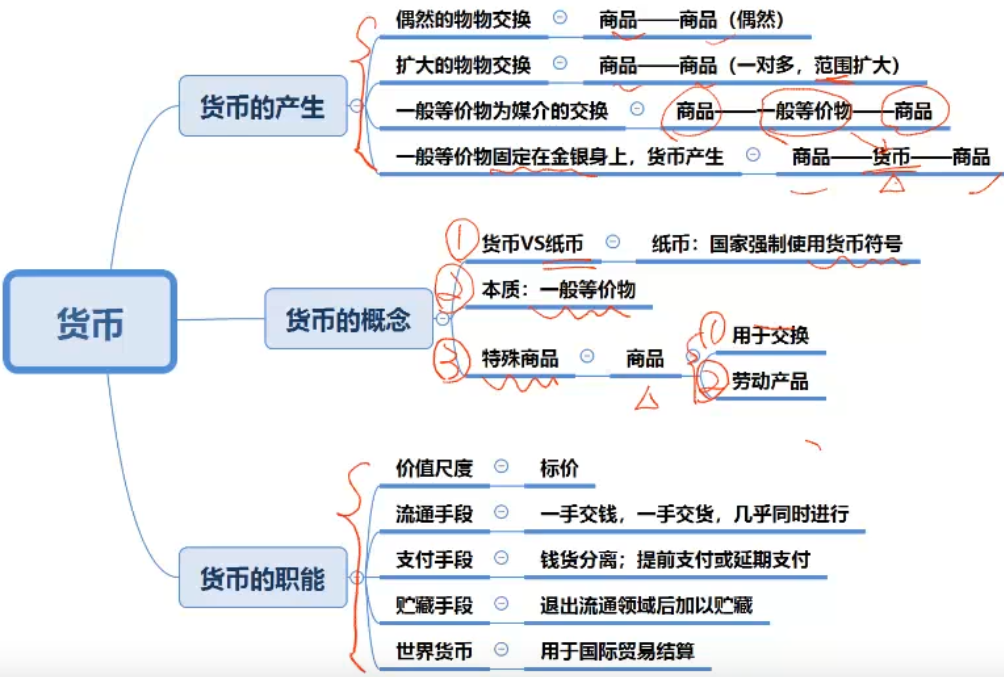 货币
货币的产生
偶然的物物交换 商品——商品（偶然）
扩大的物物交换 商品——商品（一对多，范围扩大）
一般等价物为媒介的交换 商品——一般等价物——商品
一般等价物固定在金银身上，货币产生 商品——货币——商品
货币的概念
① 货币VS纸币 纸币：国家强制使用货币符号
② 本质：一般等价物
③ 特殊商品 商品
① 用于交换
② 劳动产品
货币的职能
价值尺度 标价
流通手段 一手交钱，一手交货，几乎同时进行
支付手段 钱货分离；提前支付或延期支付
贮藏手段 退出流通领域后加以贮藏
世界货币 用于国际贸易结算